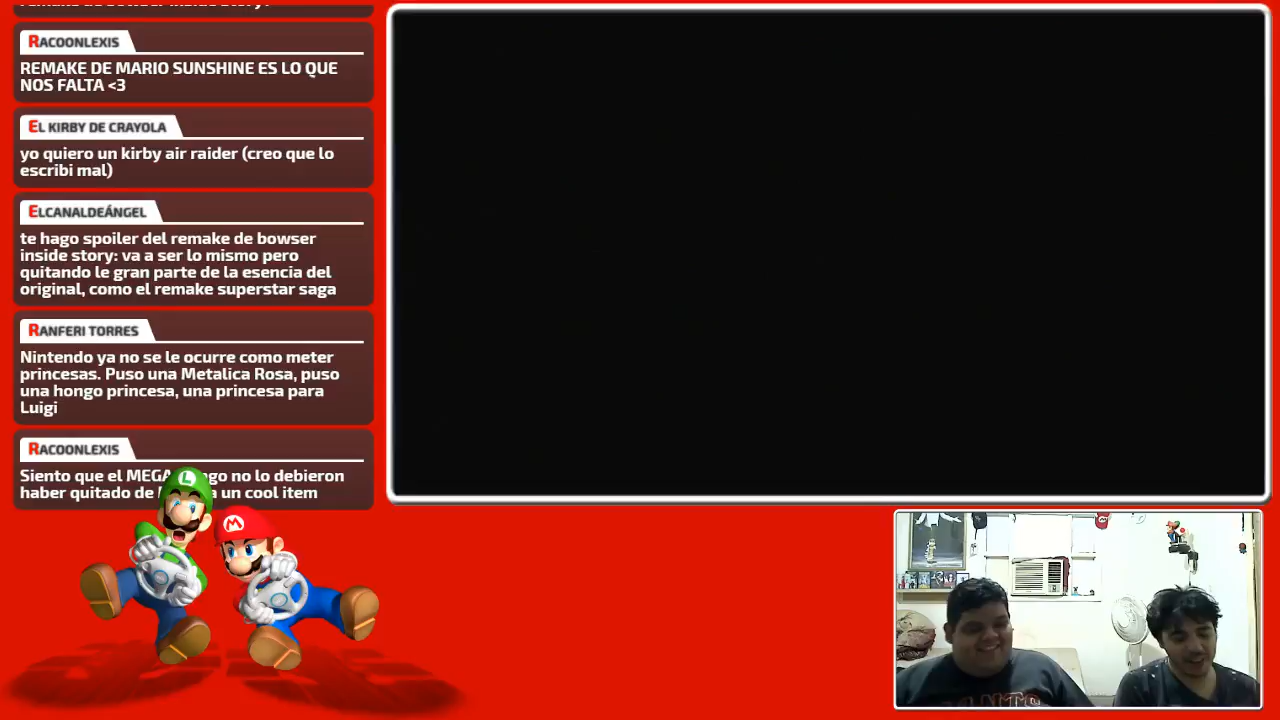 RACOONLEXIS
REMAKE DE MARIO SUNSHINE ES LO QUE
NOS FALTA <3
EL KIRBY DE CRAYOLA
yo quiero un kirby air raider (creo que lo
escribi mal)
ELCANALDEÁNGEL
te hago spoiler del remake de bowser
inside story: va a ser lo mismo pero
quitando le gran parte de la esencia del
original, como el remake superstar saga
RANFERI TORRES
Nintendo ya no se le ocurre como meter
princesas. Puso una Metalica Rosa, puso
una hongo princesa, una princesa para
Luigi
RACOONLEXIS
Siento que el MEGA no lo debieron
haber quitado de a un cool item
L
M